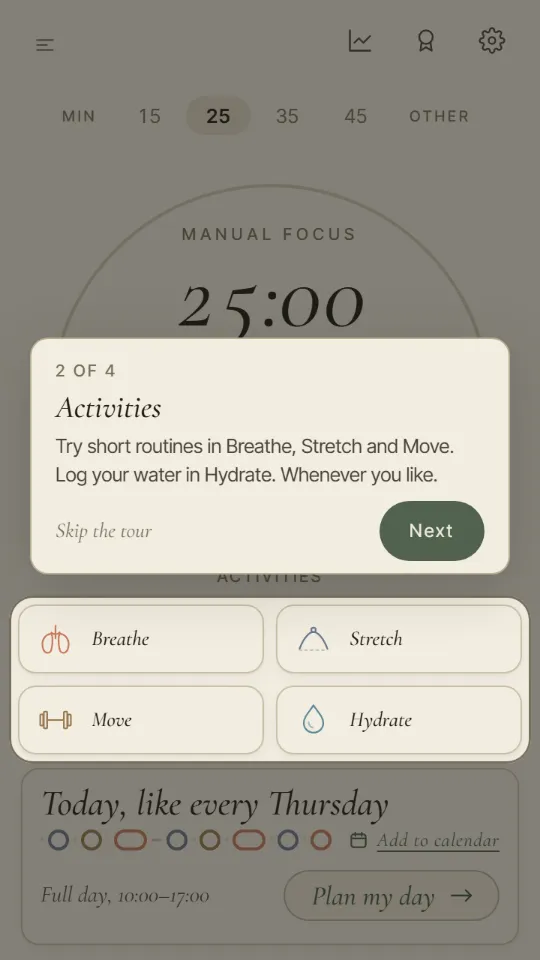 MIN 15 25 35 45 OTHER
MANUAL FOCUS
25:00
2 OF 4
Activities
Try short routines in Breathe, Stretch and Move.
Log your water in Hydrate. Whenever you like.
Skip the tour Next
ACTIVITIES
Breathe Stretch
Move Hydrate
Today, like every Thursday
Add to calendar
Full day, 10:00–17:00 Plan my day →